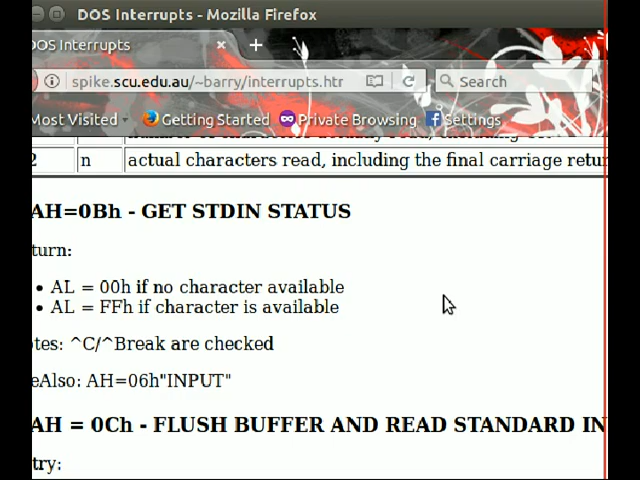 DOS Interrupts - Mozilla Firefox
DOS Interrupts
spike.scu.edu.au/~barry/interrupts.htr
Search
Most Visited
Getting Started
Private Browsing
Settings
2 n actual characters read, including the final carriage retur
AH=0Bh - GET STDIN STATUS
turn:
• AL = 00h if no character available
• AL = FFh if character is available
otes: ^C/^Break are checked
eeAlso: AH=06h"INPUT"
AH = 0Ch - FLUSH BUFFER AND READ STANDARD IN
try: